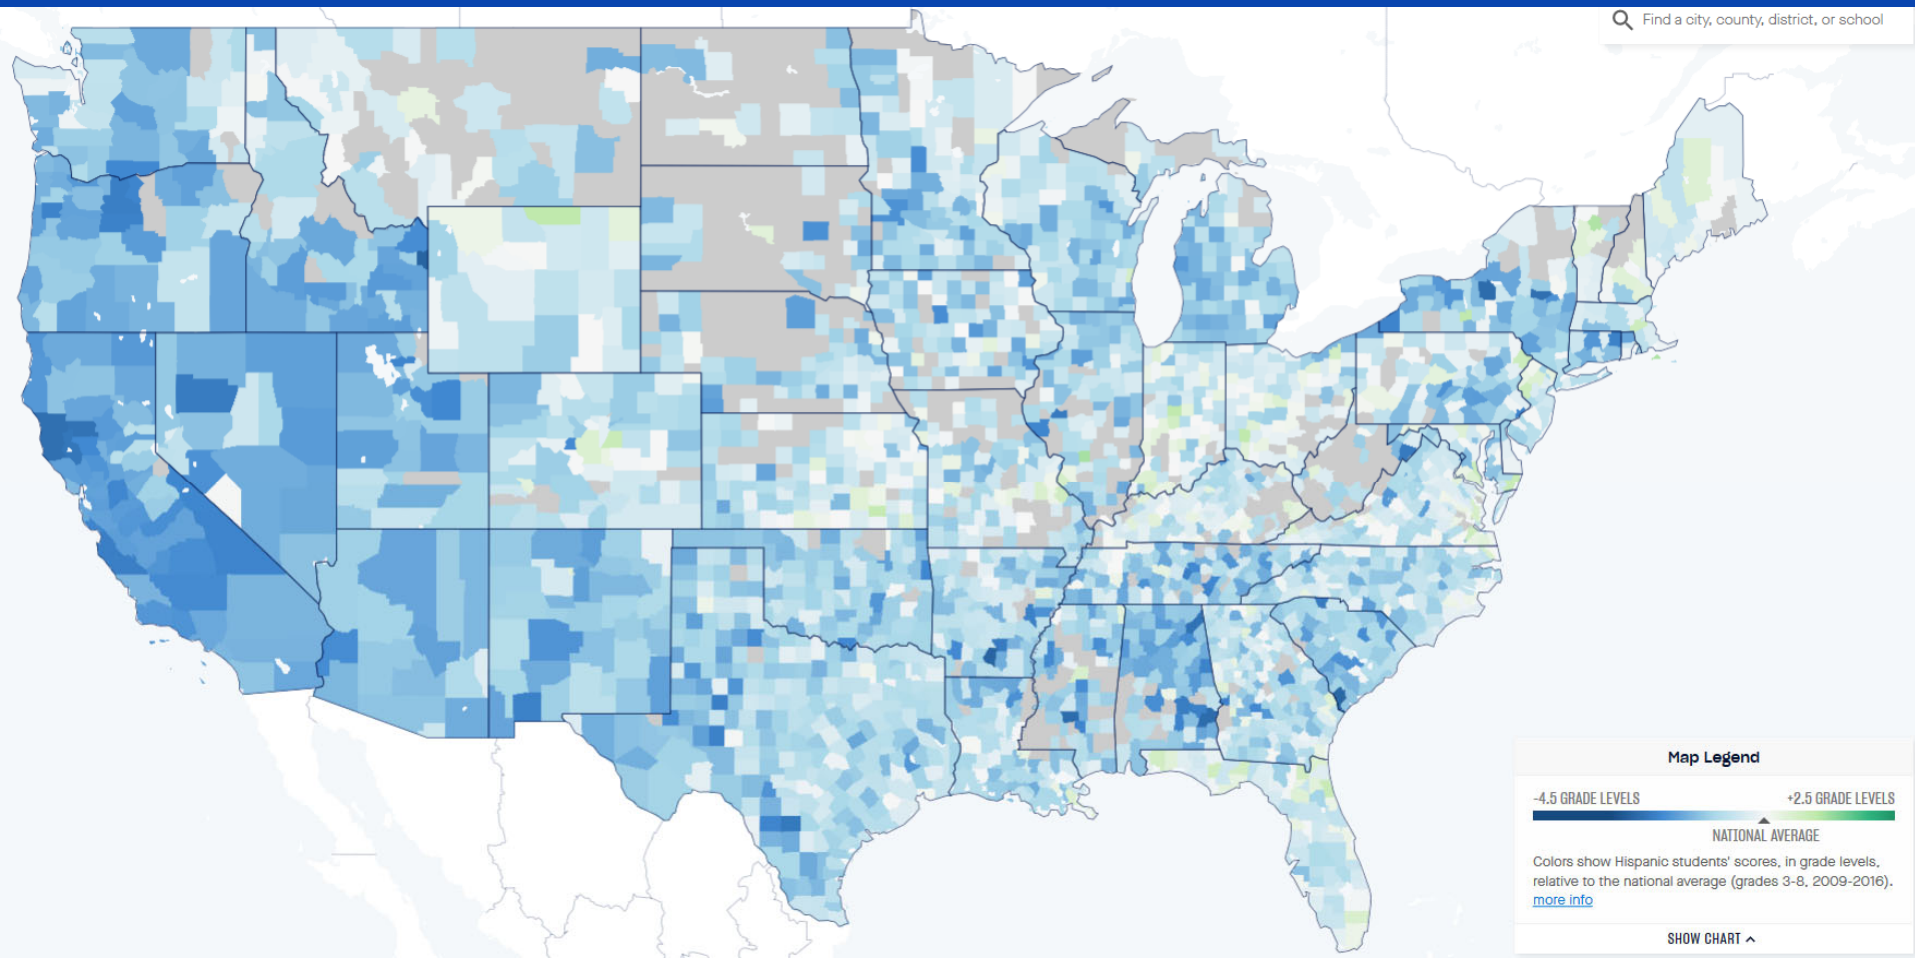 Find a city, county, district, or school
Map Legend
-4.5 GRADE LEVELS
+2.5 GRADE LEVELS
NATIONAL AVERAGE
Colors show Hispanic students' scores, in grade levels,
relative to the national average (grades 3-8, 2009-2016).
more info
SHOW CHART